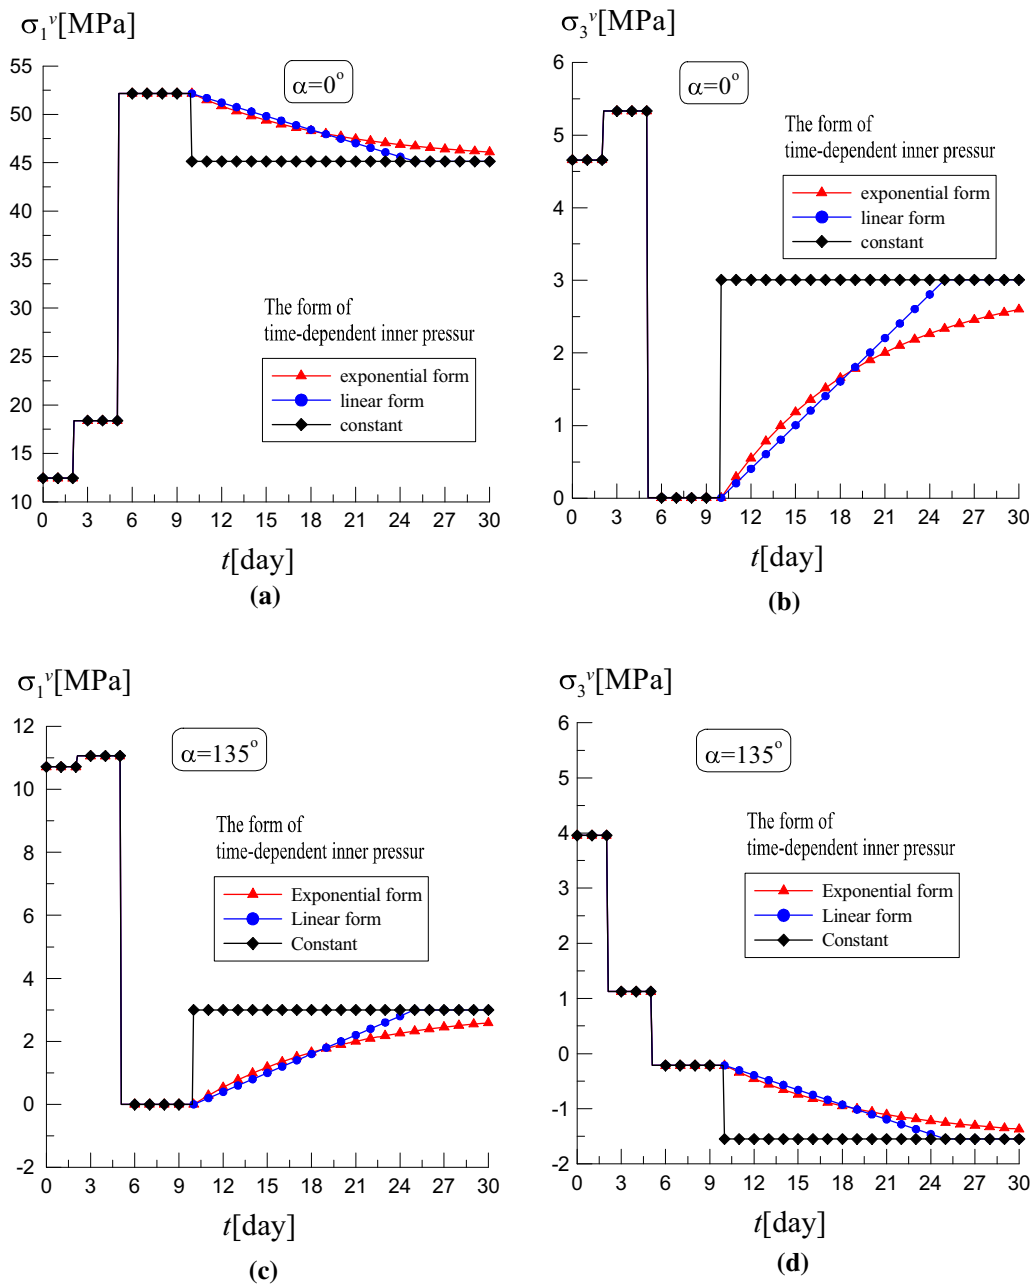 σ₁ᵛ[MPa]
α=0°
55
50
45
40
35
30
25
20
15
10
The form of
time-dependent inner pressur
exponential form
linear form
constant
0 3 6 9 12 15 18 21 24 27 30
t[day]
(a)
σ₃ᵛ[MPa]
α=0°
6
5
4
3
2
1
0
The form of
time-dependent inner pressur
exponential form
linear form
constant
0 3 6 9 12 15 18 21 24 27 30
t[day]
(b)
σ₁ᵛ[MPa]
α=135°
12
10
8
6
4
2
0
-2
The form of
time-dependent inner pressur
Exponential form
Linear form
Constant
0 3 6 9 12 15 18 21 24 27 30
t[day]
(c)
σ₃ᵛ[MPa]
α=135°
6
5
4
3
2
1
0
-1
-2
The form of
time-dependent inner pressur
Exponential form
Linear form
Constant
0 3 6 9 12 15 18 21 24 27 30
t[day]
(d)